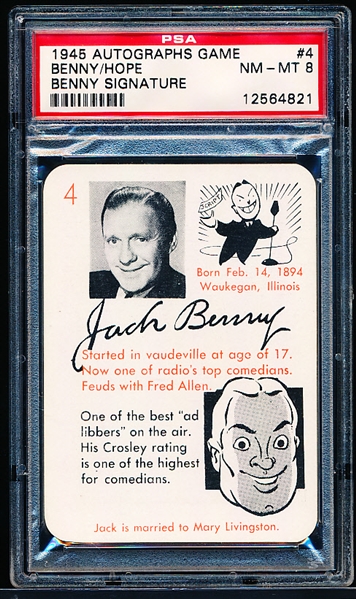 PSA
1945 AUTOGRAPHS GAME #4
BENNY/HOPE NM-MT 8
BENNY SIGNATURE
12564821
4
SCRIPT
Born Feb. 14, 1894
Waukegan, Illinois
Jack Benny
Started in vaudeville at age of 17.
Now one of radio's top comedians.
Feuds with Fred Allen.
One of the best "ad
libbers" on the air.
His Crosley rating
is one of the highest
for comedians.
Jack is married to Mary Livingston.